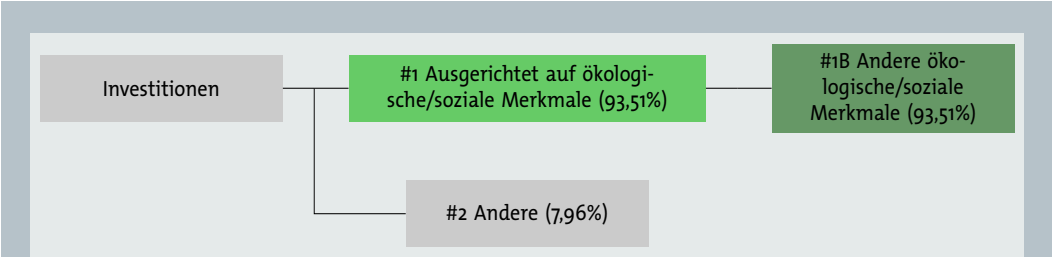 Investitionen
#1 Ausgerichtet auf ökologi-
sche/soziale Merkmale (93,51%)
#1B Andere öko-
logische/soziale
Merkmale (93,51%)
#2 Andere (7,96%)